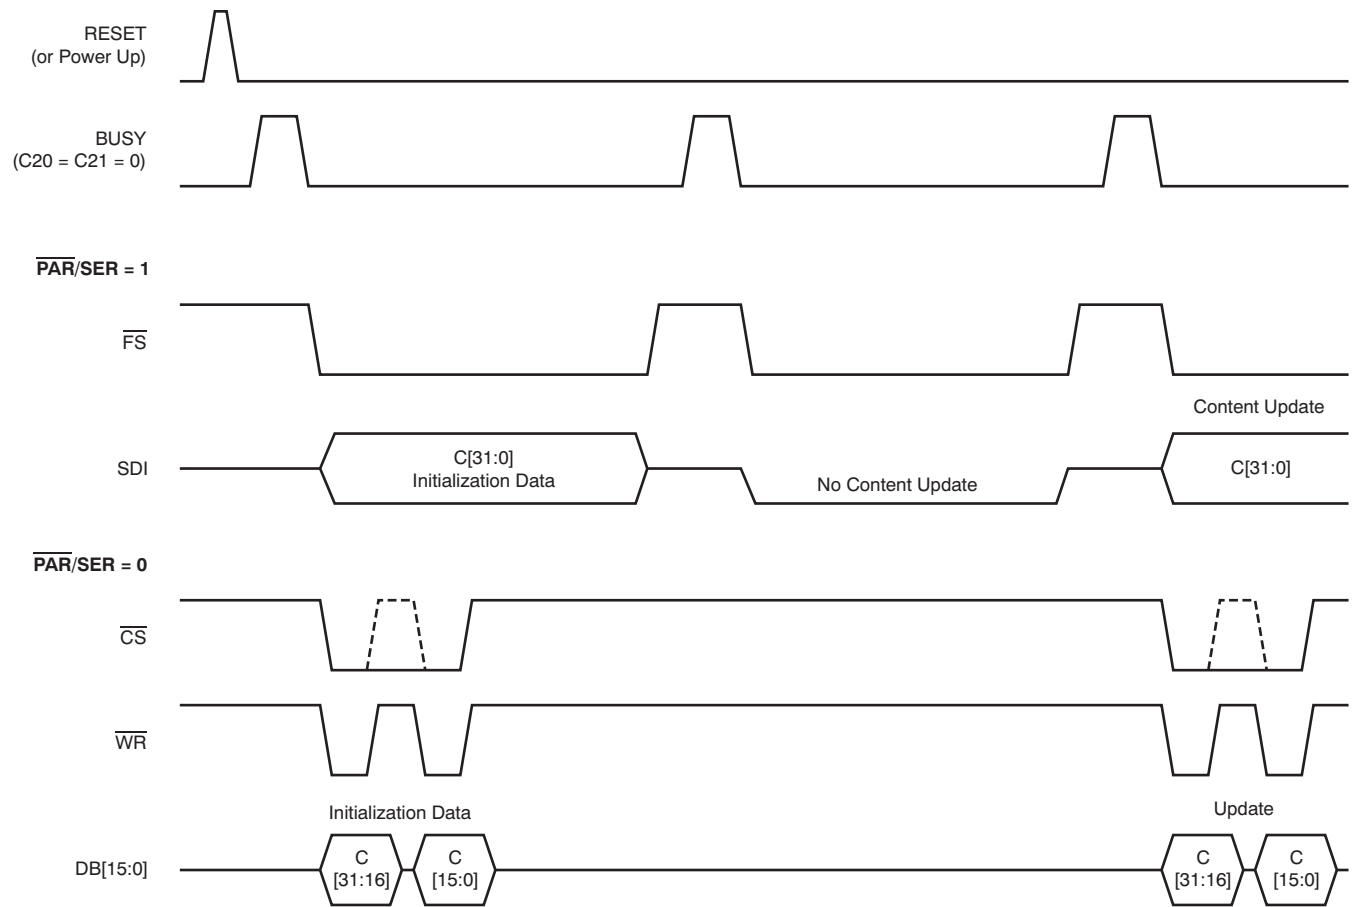 RESET
(or Power Up)
BUSY
(C20 = C21 = 0)
PAR/SER = 1
FS
Content Update
SDI
C[31:0]
Initialization Data
No Content Update
C[31:0]
PAR/SER = 0
CS
WR
Initialization Data
Update
DB[15:0]
C
[31:16]
C
[15:0]
C
[31:16]
C
[15:0]